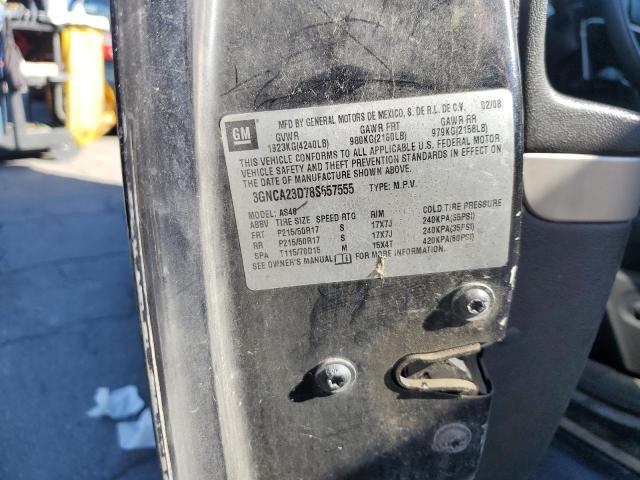 GM
MFD BY GENERAL MOTORS DE MEXICO, S. DE R.L. DE C.V. 02/08
GVWR GAWR FRT GAWR RR
1923KG(4240LB) 980KG(2160LB) 979KG(2158LB)
THIS VEHICLE CONFORMS TO ALL APPLICABLE U.S. FEDERAL MOTOR
VEHICLE SAFETY AND THEFT PREVENTION STANDARDS IN EFFECT ON
THE DATE OF MANUFACTURE SHOWN ABOVE.
3GNCA23D78S657555 TYPE: M.P.V.
MODEL: AS46
ABBV TIRE SIZE SPEED RTG RIM COLD TIRE PRESSURE
FRT P215/50R17 S 17X7J 240KPA(35PSI)
RR P215/50R17 S 17X7J 240KPA(35PSI)
SPA T115/70D15 M 15X4T 420KPA(60PSI)
SEE OWNER'S MANUAL